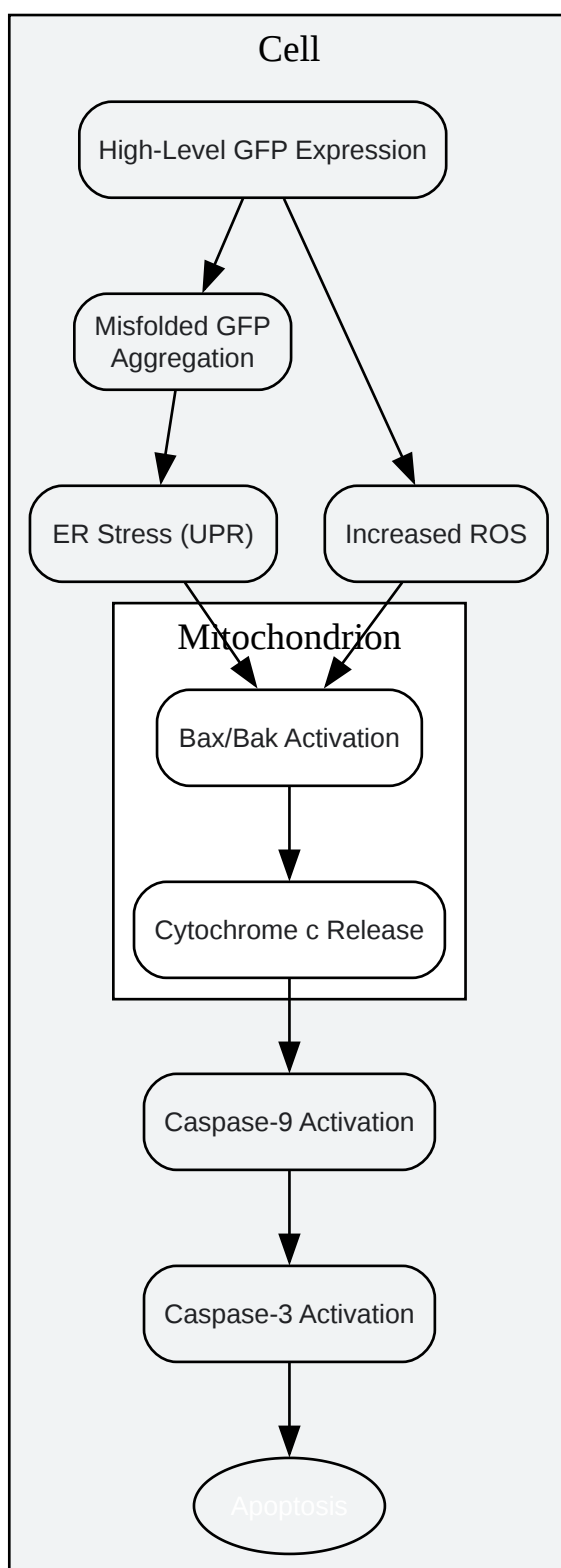 Cell
High-Level GFP Expression
Misfolded GFP
Aggregation
ER Stress (UPR)
Increased ROS
Mitochondrion
Bax/Bak Activation
Cytochrome c Release
Caspase-9 Activation
Caspase-3 Activation
Apoptosis